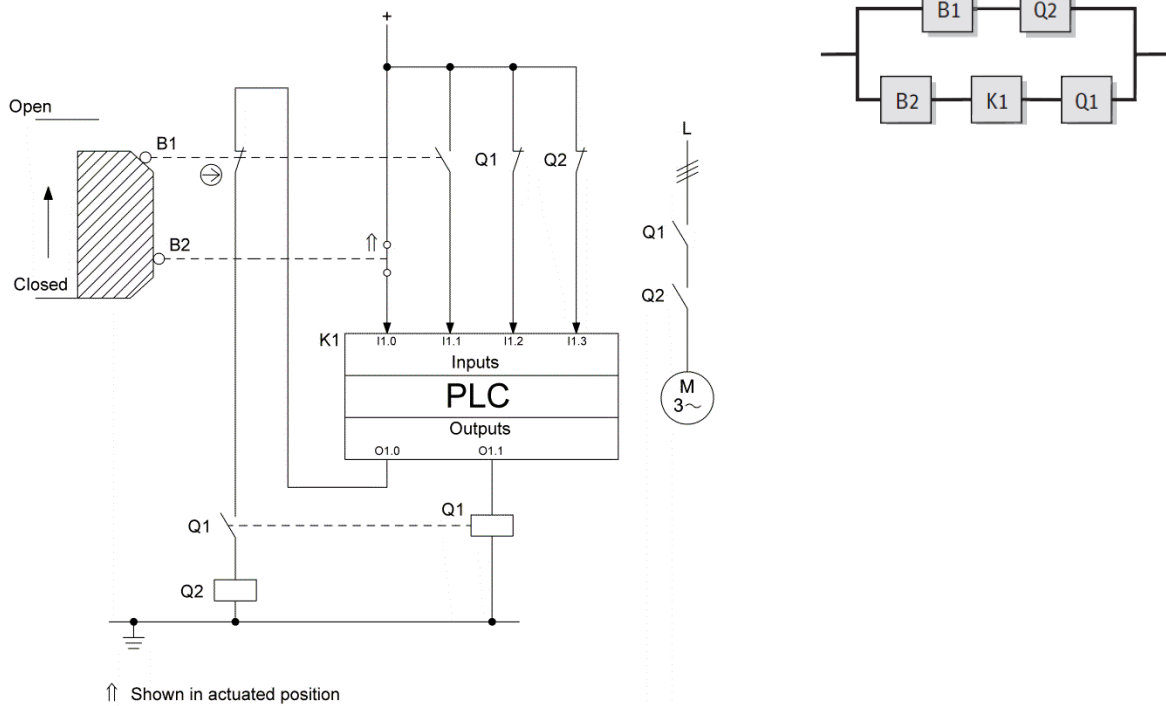 +
B1 Q2
B2 K1 Q1
Open
B1
Q1 Q2
L
B2
Q1
Closed
Q2
K1
I1.0 I1.1 I1.2 I1.3
Inputs
M
3~
PLC
Outputs
O1.0 O1.1
Q1
Q1
Q2
⇑ Shown in actuated position